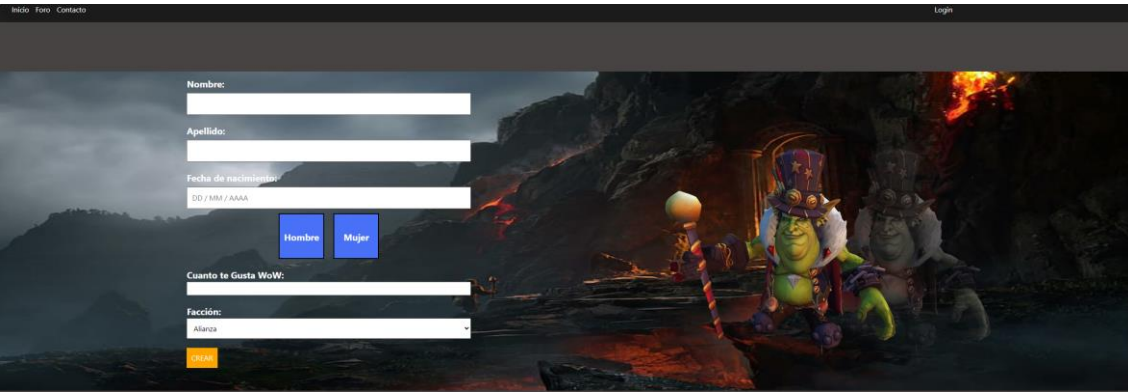 Inicio Foro Contacto Login
Nombre:
Apellido:
Fecha de nacimiento:
DD / MM / AAAA
Hombre Mujer
Cuanto te Gusta WoW:
Facción:
Alianza
CREAR